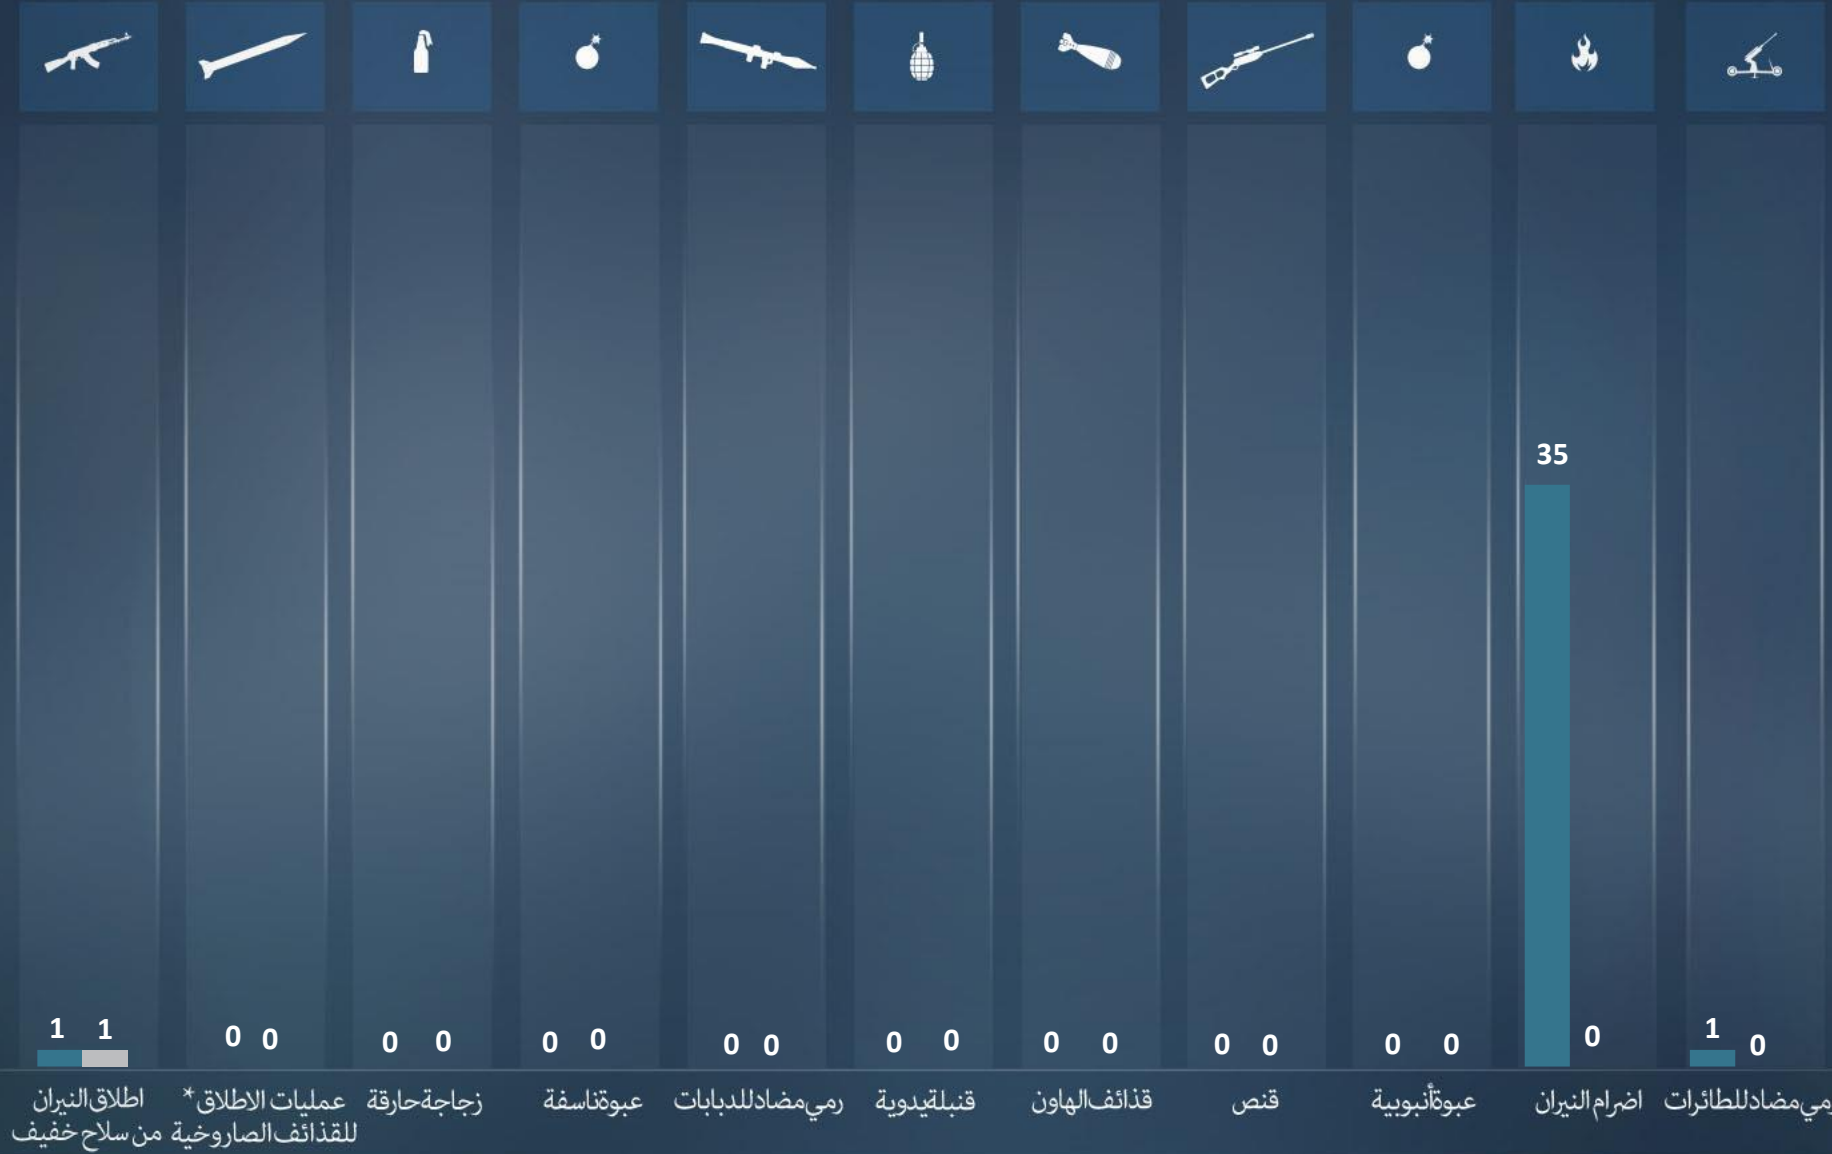 35
1 1
0 0
0 0
0 0
0 0
0 0
0 0
0 0
0 0
0
1 0
اطلاق النيران
من سلاح خفيف
عمليات الاطلاق*
للقذائف الصاروخية
زجاجة حارقة
عبوة ناسفة
رمي مضاد للدبابات
قنبلة يدوية
قذائف الهاون
قنص
عبوة أنبوبية
اضرام النيران
رمي مضاد للطائرات